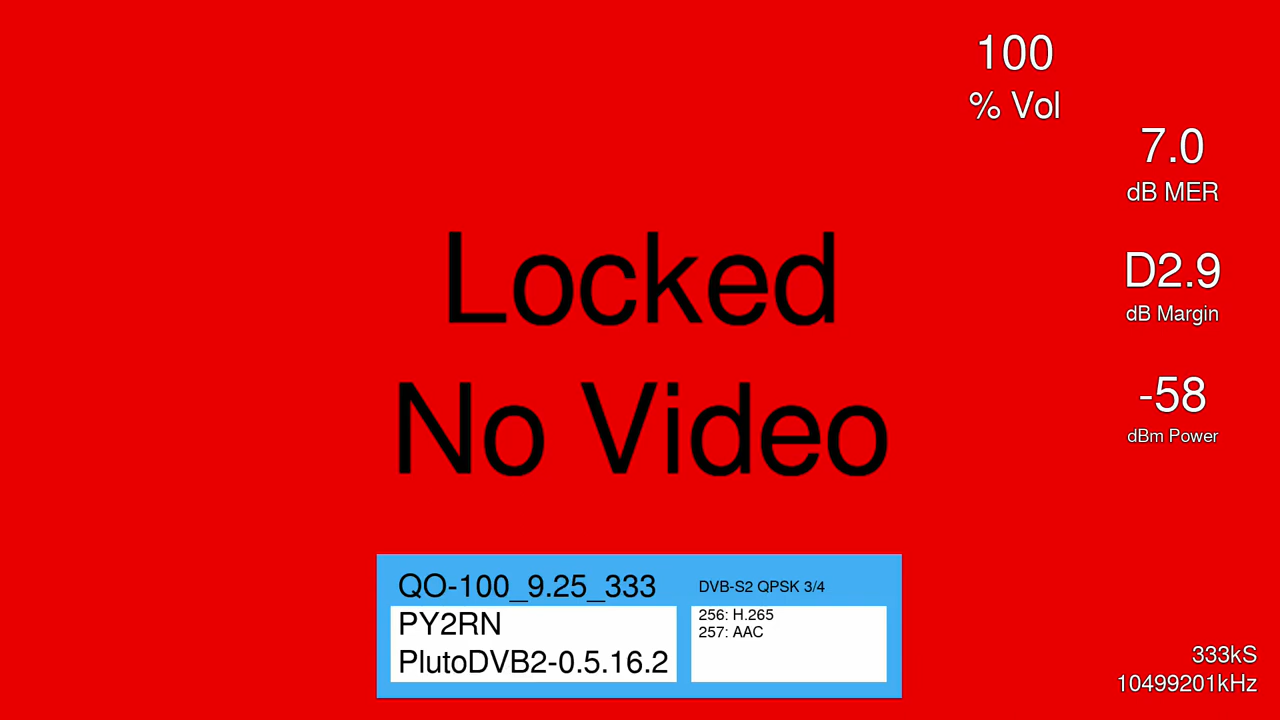 100
% Vol
7.0
dB MER
Locked
D2.9
dB Margin
No Video
-58
dBm Power
QO-100_9.25_333
DVB-S2 QPSK 3/4
PY2RN
PlutoDVB2-0.5.16.2
256: H.265
257: AAC
333kS
10499201kHz